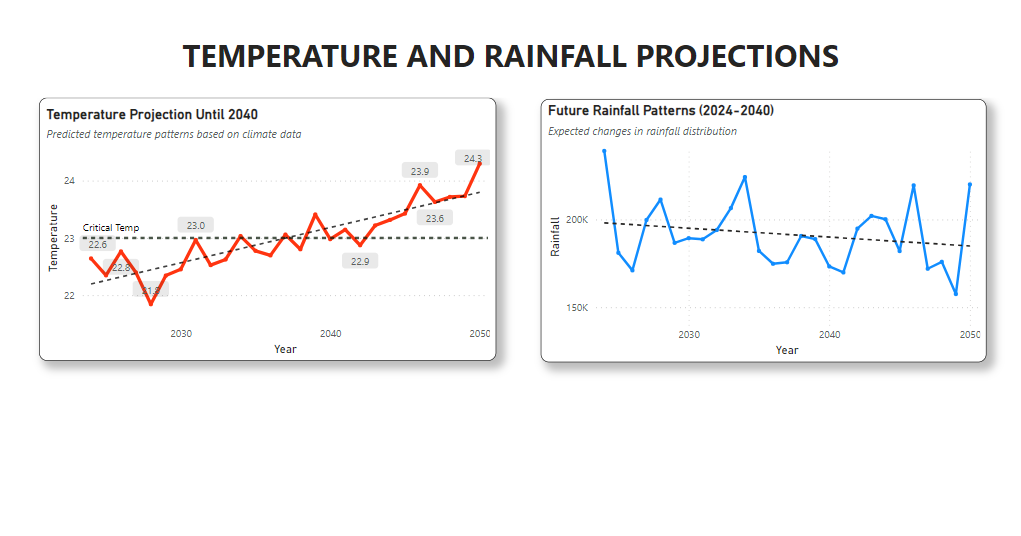 TEMPERATURE AND RAINFALL PROJECTIONS
Temperature Projection Until 2040
Predicted temperature patterns based on climate data
Temperature
24
23
22
Critical Temp
22.6
22.8
21.8
23.0
22.9
23.9
23.6
24.3
2030
2040
2050
Year
Future Rainfall Patterns (2024-2040)
Expected changes in rainfall distribution
Rainfall
200K
150K
2030
2040
2050
Year